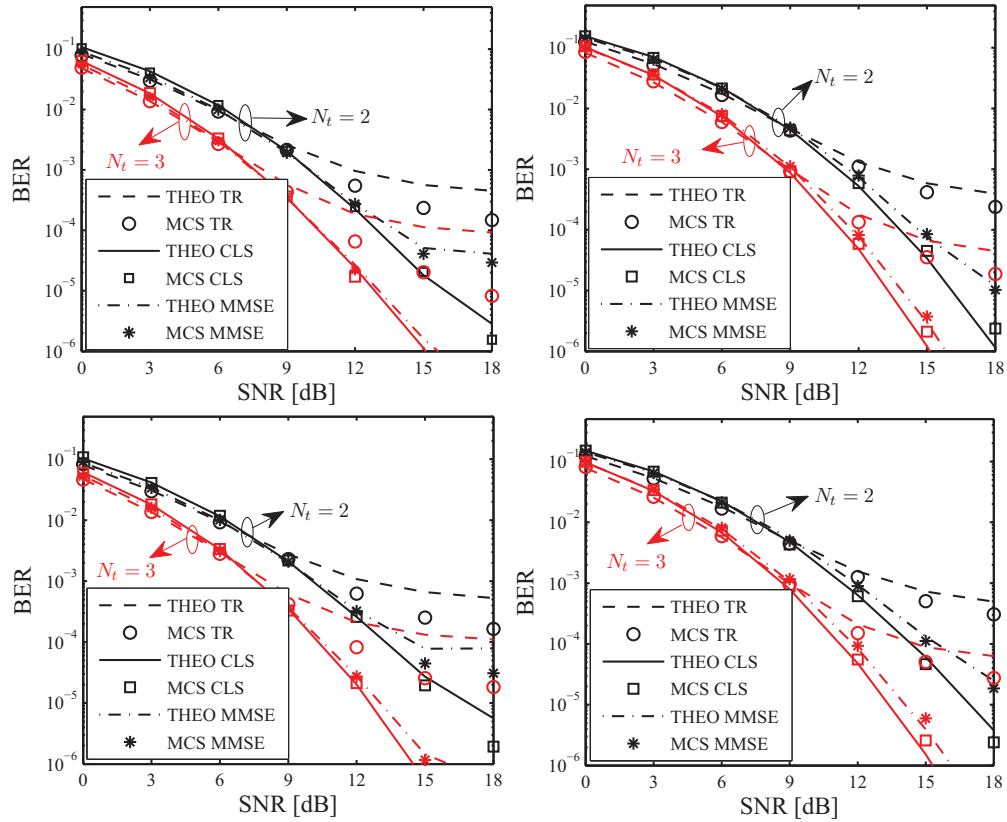 10⁻¹
10⁻²
10⁻³
10⁻⁴
10⁻⁵
10⁻⁶
BER
N_t = 2
N_t = 3
THEO TR
MCS TR
THEO CLS
MCS CLS
THEO MMSE
MCS MMSE
0 3 6 9 12 15 18
SNR [dB]
10⁻¹
10⁻²
10⁻³
10⁻⁴
10⁻⁵
10⁻⁶
BER
N_t = 2
N_t = 3
THEO TR
MCS TR
THEO CLS
MCS CLS
THEO MMSE
MCS MMSE
0 3 6 9 12 15 18
SNR [dB]
10⁻¹
10⁻²
10⁻³
10⁻⁴
10⁻⁵
10⁻⁶
BER
N_t = 2
N_t = 3
THEO TR
MCS TR
THEO CLS
MCS CLS
THEO MMSE
MCS MMSE
0 3 6 9 12 15 18
SNR [dB]
10⁻¹
10⁻²
10⁻³
10⁻⁴
10⁻⁵
10⁻⁶
BER
N_t = 2
N_t = 3
THEO TR
MCS TR
THEO CLS
MCS CLS
THEO MMSE
MCS MMSE
0 3 6 9 12 15 18
SNR [dB]